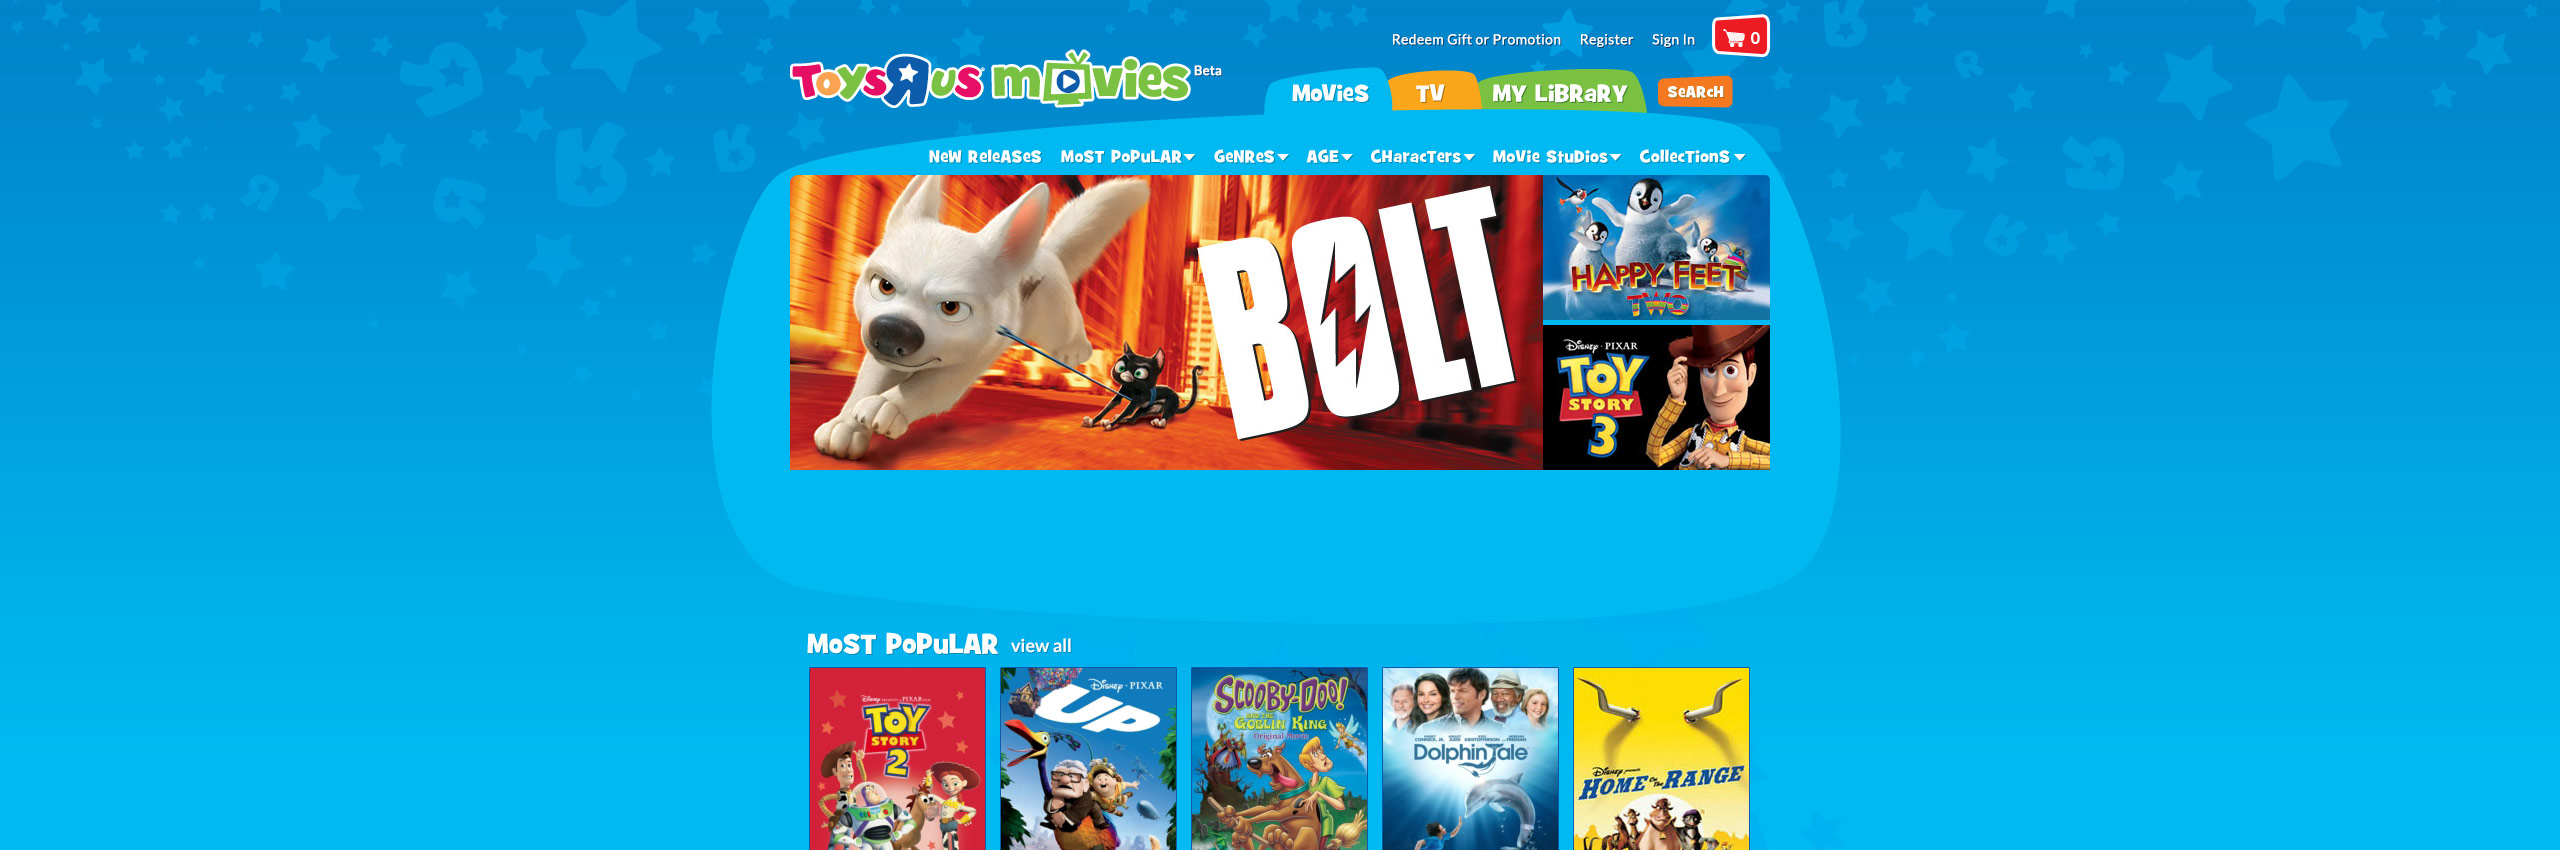 Redeem Gift or Promotion Register Sign In 0
ToysRus movies Beta
MoVieS TV MY LiBRaRY SeARcH
NeW ReleASeS MoST PoPuLAR GeNReS AGE CHaracTers MoVie StuDios CollecTionS
BOLT
HAPPY FEET
TWO
DISNEY · PIXAR
TOY
STORY
3
MoST PoPuLAR view all
DISNEY PIXAR
TOY
STORY
2
DISNEY · PIXAR
UP
SCOOBY-DOO!
AND THE
GOBLIN KING
Original Movie
Dolphin Tale
Disney presents
HOME ON THE RANGE